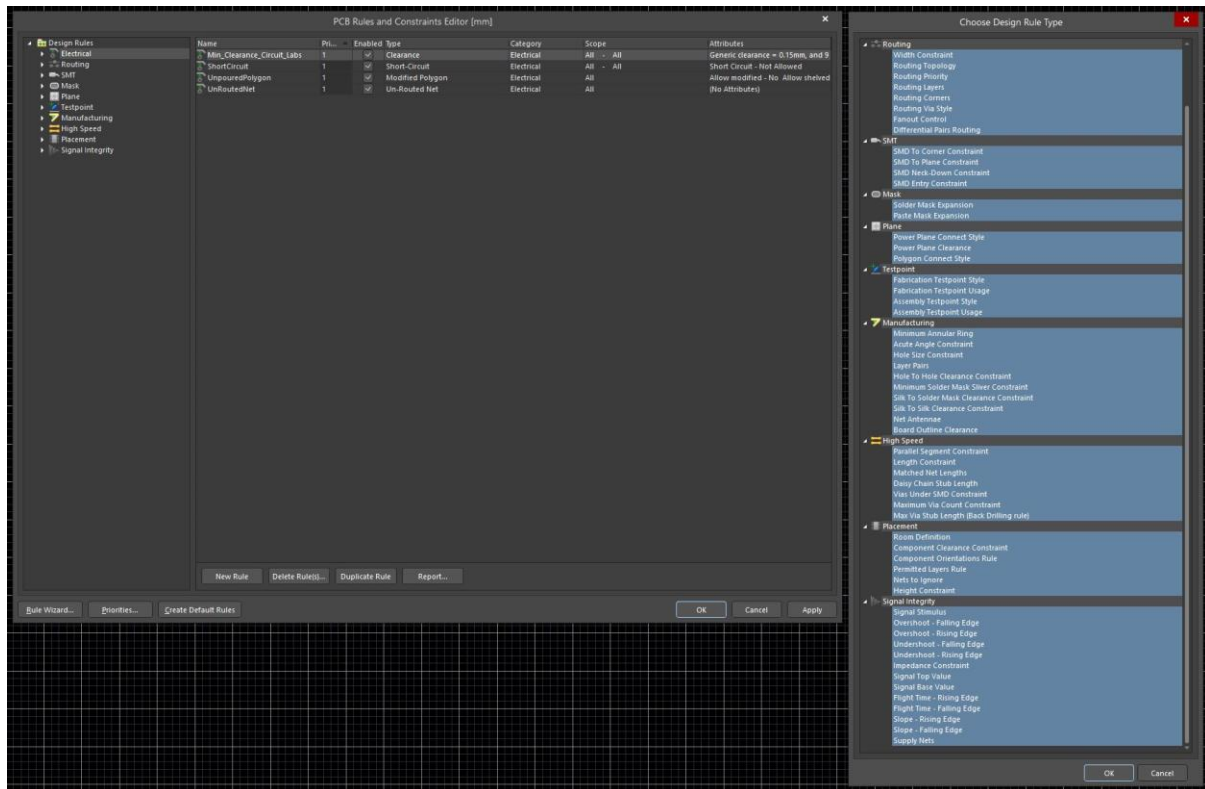 PCB Rules and Constraints Editor [mm]
Design Rules
Electrical
Routing
SMT
Mask
Plane
Testpoint
Manufacturing
High Speed
Placement
Signal Integrity
Name Pri... Enabled Type Category Scope Attributes
Min_Clearance_Circuit_Labs 1 Clearance Electrical All - All Generic clearance = 0.15mm, and 9
ShortCircuit 1 Short-Circuit Electrical All - All Short Circuit - Not Allowed
UnpouredPolygon 1 Modified Polygon Electrical All Allow modified - No Allow shelved
UnRoutedNet 1 Un-Routed Net Electrical All (No Attributes)
New Rule Delete Rule(s)... Duplicate Rule Report...
Rule Wizard... Priorities... Create Default Rules OK Cancel Apply
Choose Design Rule Type
Routing
Width Constraint
Routing Topology
Routing Priority
Routing Layers
Routing Corners
Routing Via Style
Fanout Control
Differential Pairs Routing
SMT
SMD To Corner Constraint
SMD To Plane Constraint
SMD Neck-Down Constraint
SMD Entry Constraint
Mask
Solder Mask Expansion
Paste Mask Expansion
Plane
Power Plane Connect Style
Power Plane Clearance
Polygon Connect Style
Testpoint
Fabrication Testpoint Style
Fabrication Testpoint Usage
Assembly Testpoint Style
Assembly Testpoint Usage
Manufacturing
Minimum Annular Ring
Acute Angle Constraint
Hole Size Constraint
Layer Pairs
Hole To Hole Clearance Constraint
Minimum Solder Mask Sliver Constraint
Silk To Solder Mask Clearance Constraint
Silk To Silk Clearance Constraint
Net Antennae
Board Outline Clearance
High Speed
Parallel Segment Constraint
Length Constraint
Matched Net Lengths
Daisy Chain Stub Length
Vias Under SMD Constraint
Maximum Via Count Constraint
Max Via Stub Length (Back Drilling rule)
Placement
Room Definition
Component Clearance Constraint
Component Orientations Rule
Permitted Layers Rule
Nets to Ignore
Height Constraint
Signal Integrity
Signal Stimulus
Overshoot - Falling Edge
Overshoot - Rising Edge
Undershoot - Falling Edge
Undershoot - Rising Edge
Impedance Constraint
Signal Top Value
Signal Base Value
Flight Time - Rising Edge
Flight Time - Falling Edge
Slope - Rising Edge
Slope - Falling Edge
Supply Nets
OK Cancel